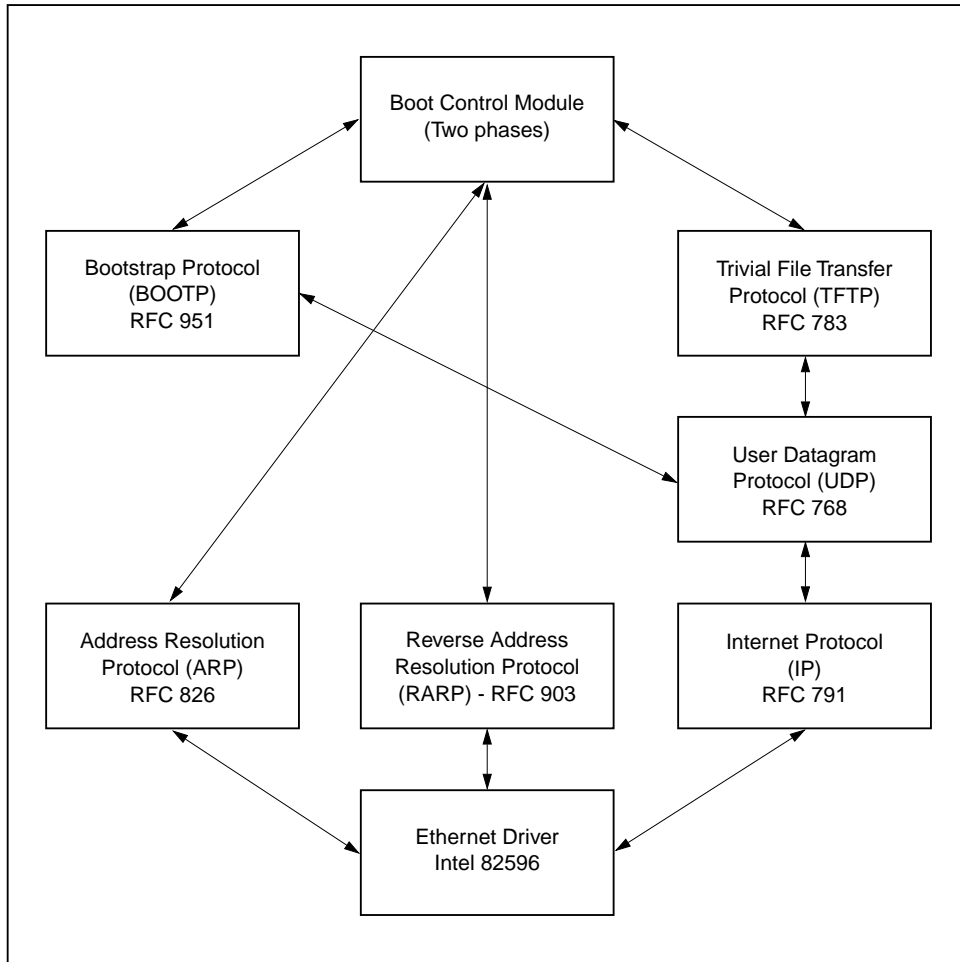 Boot Control Module
(Two phases)
Bootstrap Protocol
(BOOTP)
RFC 951
Trivial File Transfer
Protocol (TFTP)
RFC 783
User Datagram
Protocol (UDP)
RFC 768
Address Resolution
Protocol (ARP)
RFC 826
Reverse Address
Resolution Protocol
(RARP) - RFC 903
Internet Protocol
(IP)
RFC 791
Ethernet Driver
Intel 82596